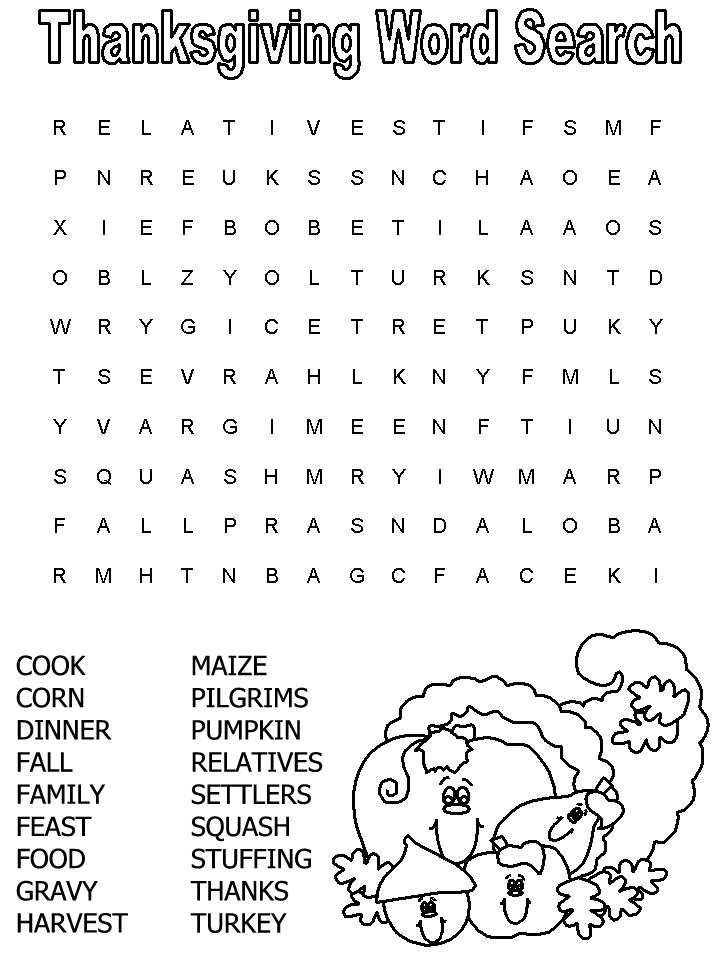 Thanksgiving Word Search
R E L A T I V E S T I F S M F
P N R E U K S S N C H A O E A
X I E F B O B E T I L A A O S
O B L Z Y O L T U R K S N T D
W R Y G I C E T R E T P U K Y
T S E V R A H L K N Y F M L S
Y V A R G I M E E N F T I U N
S Q U A S H M R Y I W M A R P
F A L L P R A S N D A L O B A
R M H T N B A G C F A C E K I
COOK MAIZE
CORN PILGRIMS
DINNER PUMPKIN
FALL RELATIVES
FAMILY SETTLERS
FEAST SQUASH
FOOD STUFFING
GRAVY THANKS
HARVEST TURKEY